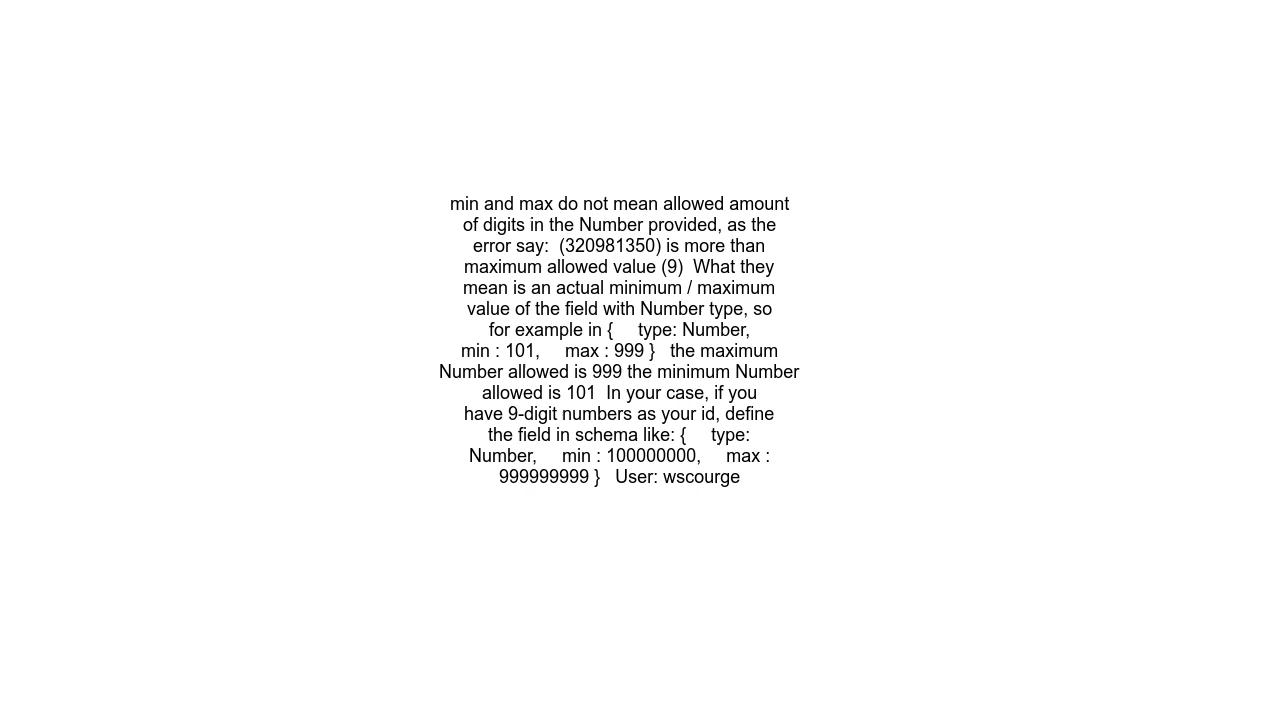 min and max do not mean allowed amount
of digits in the Number provided, as the
error say:  (320981350) is more than
maximum allowed value (9)  What they
mean is an actual minimum / maximum
value of the field with Number type, so
for example in {     type: Number,
min : 101,     max : 999 }   the maximum
Number allowed is 999 the minimum Number
allowed is 101  In your case, if you
have 9-digit numbers as your id, define
the field in schema like: {     type:
Number,     min : 100000000,     max :
999999999 }   User: wscourge